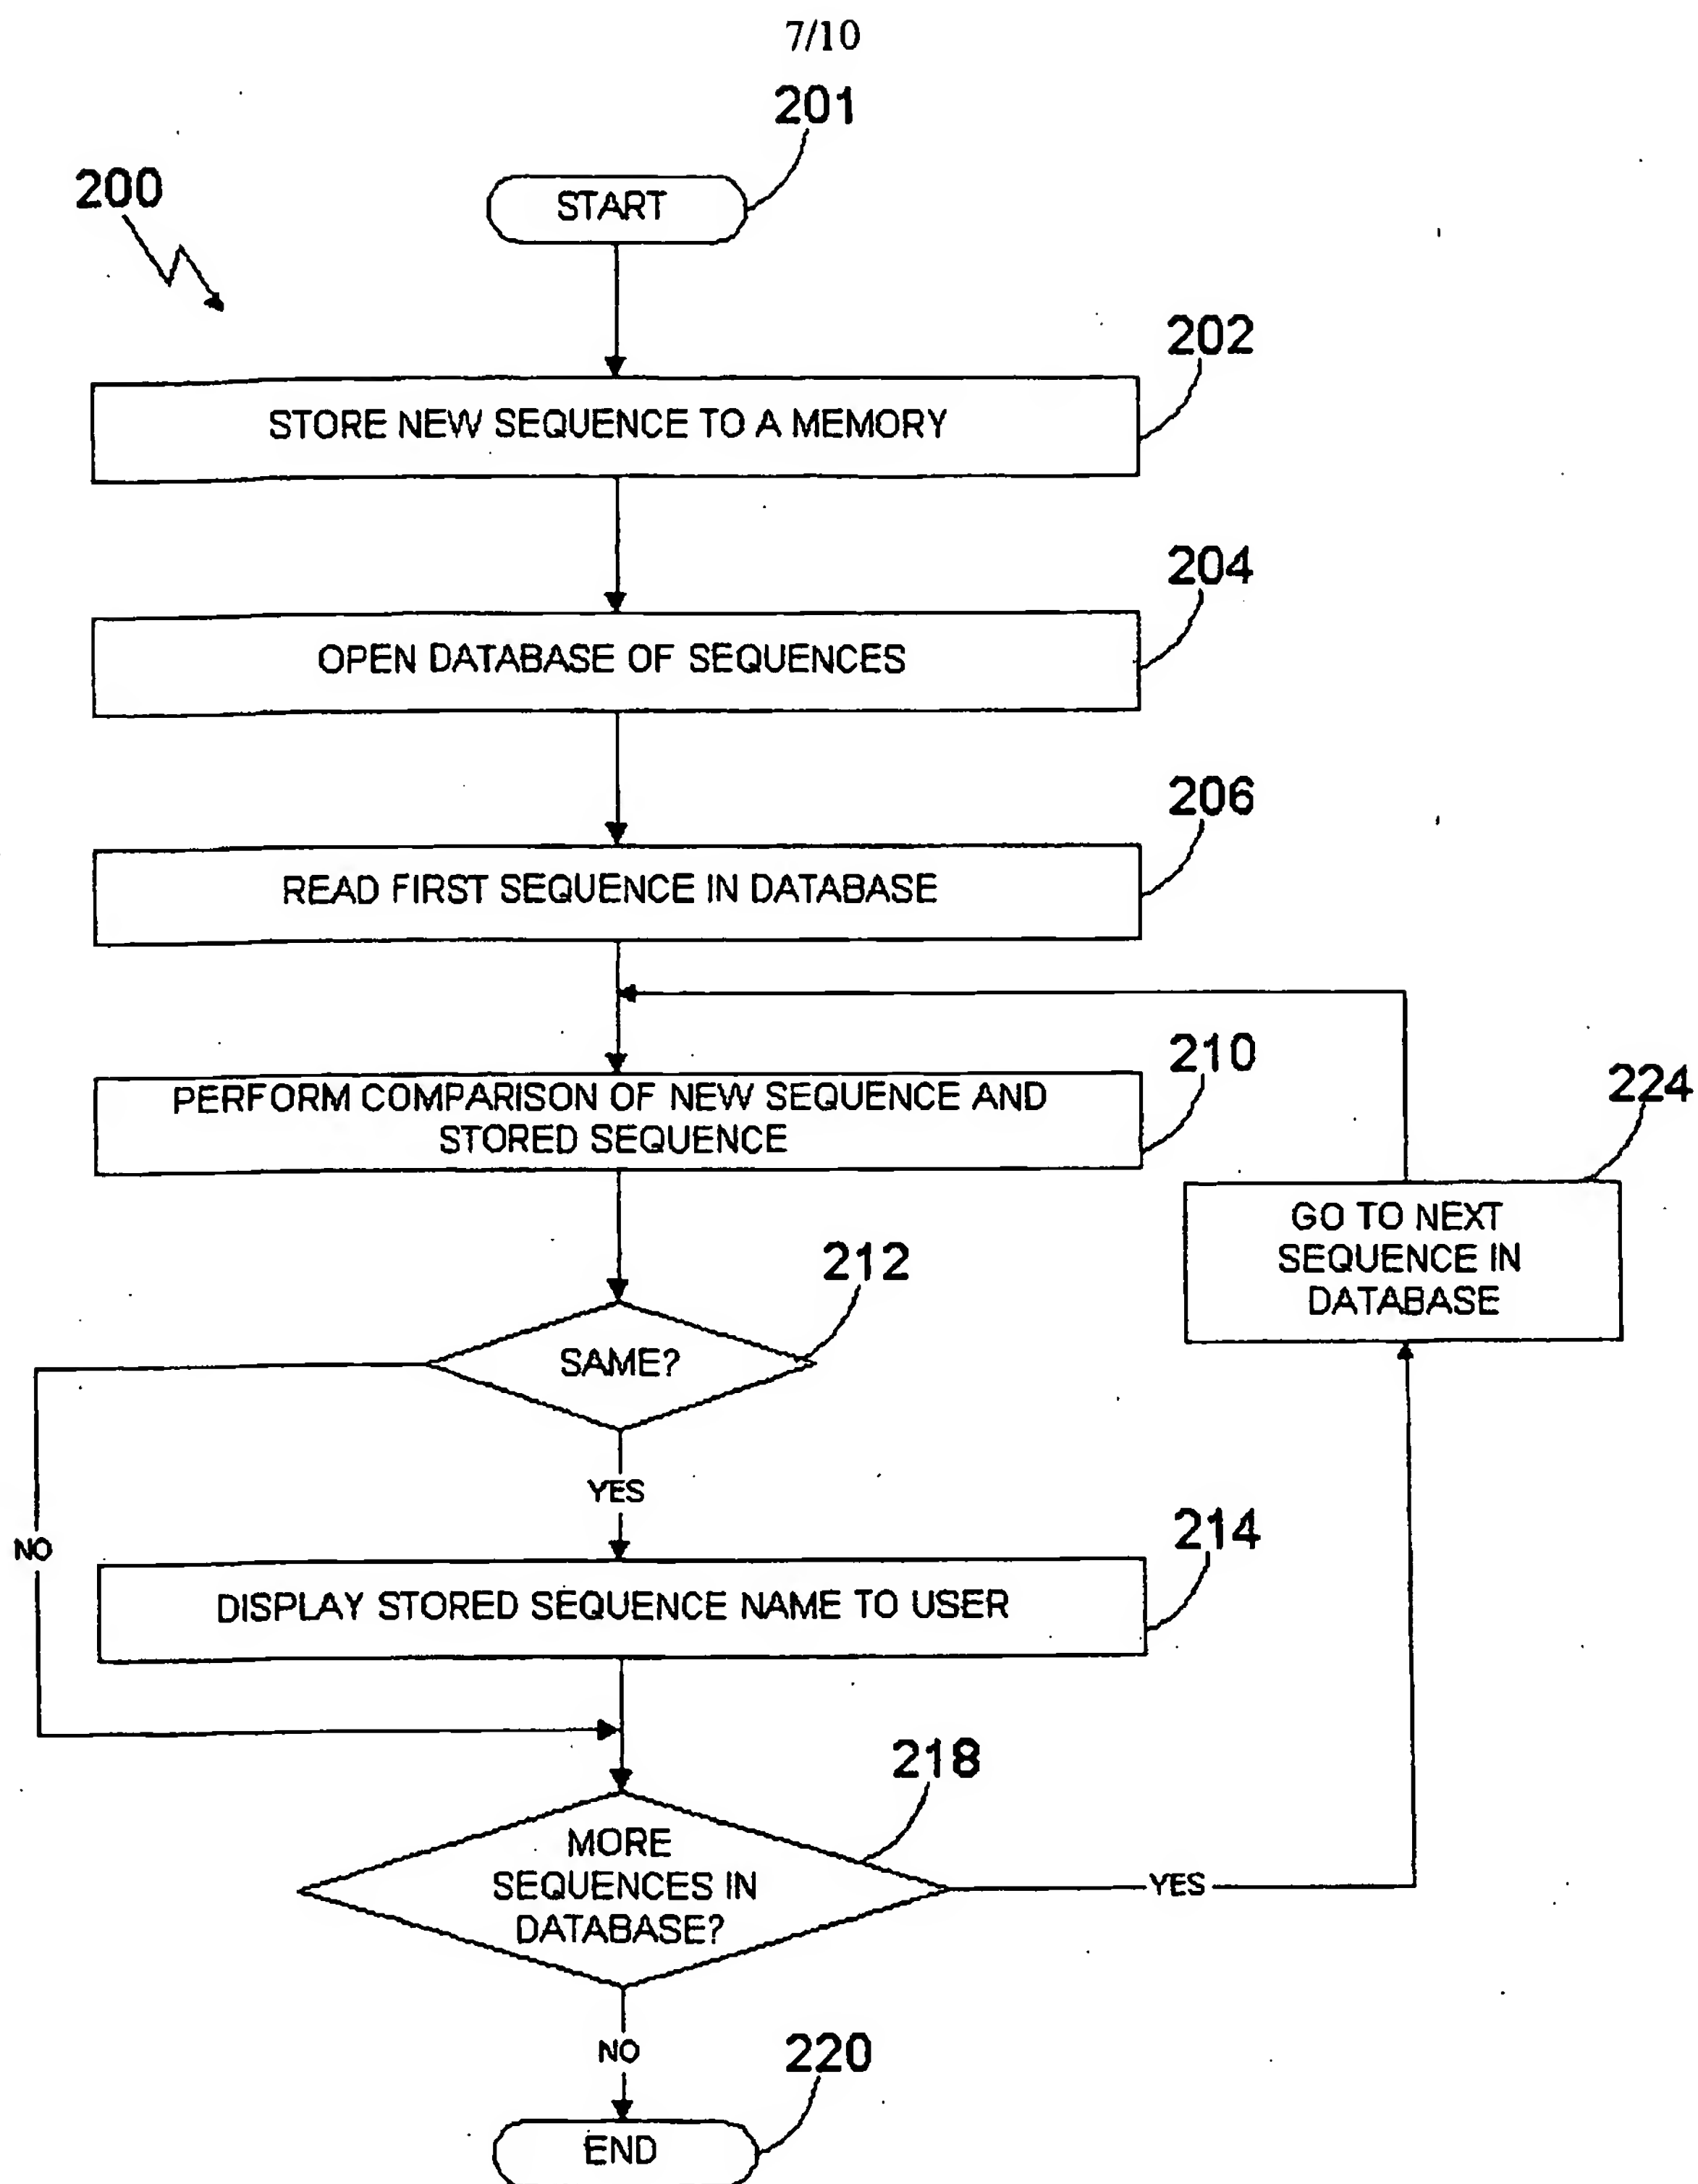 7/10
201
200
START
202
STORE NEW SEQUENCE TO A MEMORY
204
OPEN DATABASE OF SEQUENCES
206
READ FIRST SEQUENCE IN DATABASE
210
PERFORM COMPARISON OF NEW SEQUENCE AND
STORED SEQUENCE
224
GO TO NEXT
SEQUENCE IN
DATABASE
212
SAME?
YES
NO
214
DISPLAY STORED SEQUENCE NAME TO USER
218
MORE
SEQUENCES IN
DATABASE?
YES
NO
220
END